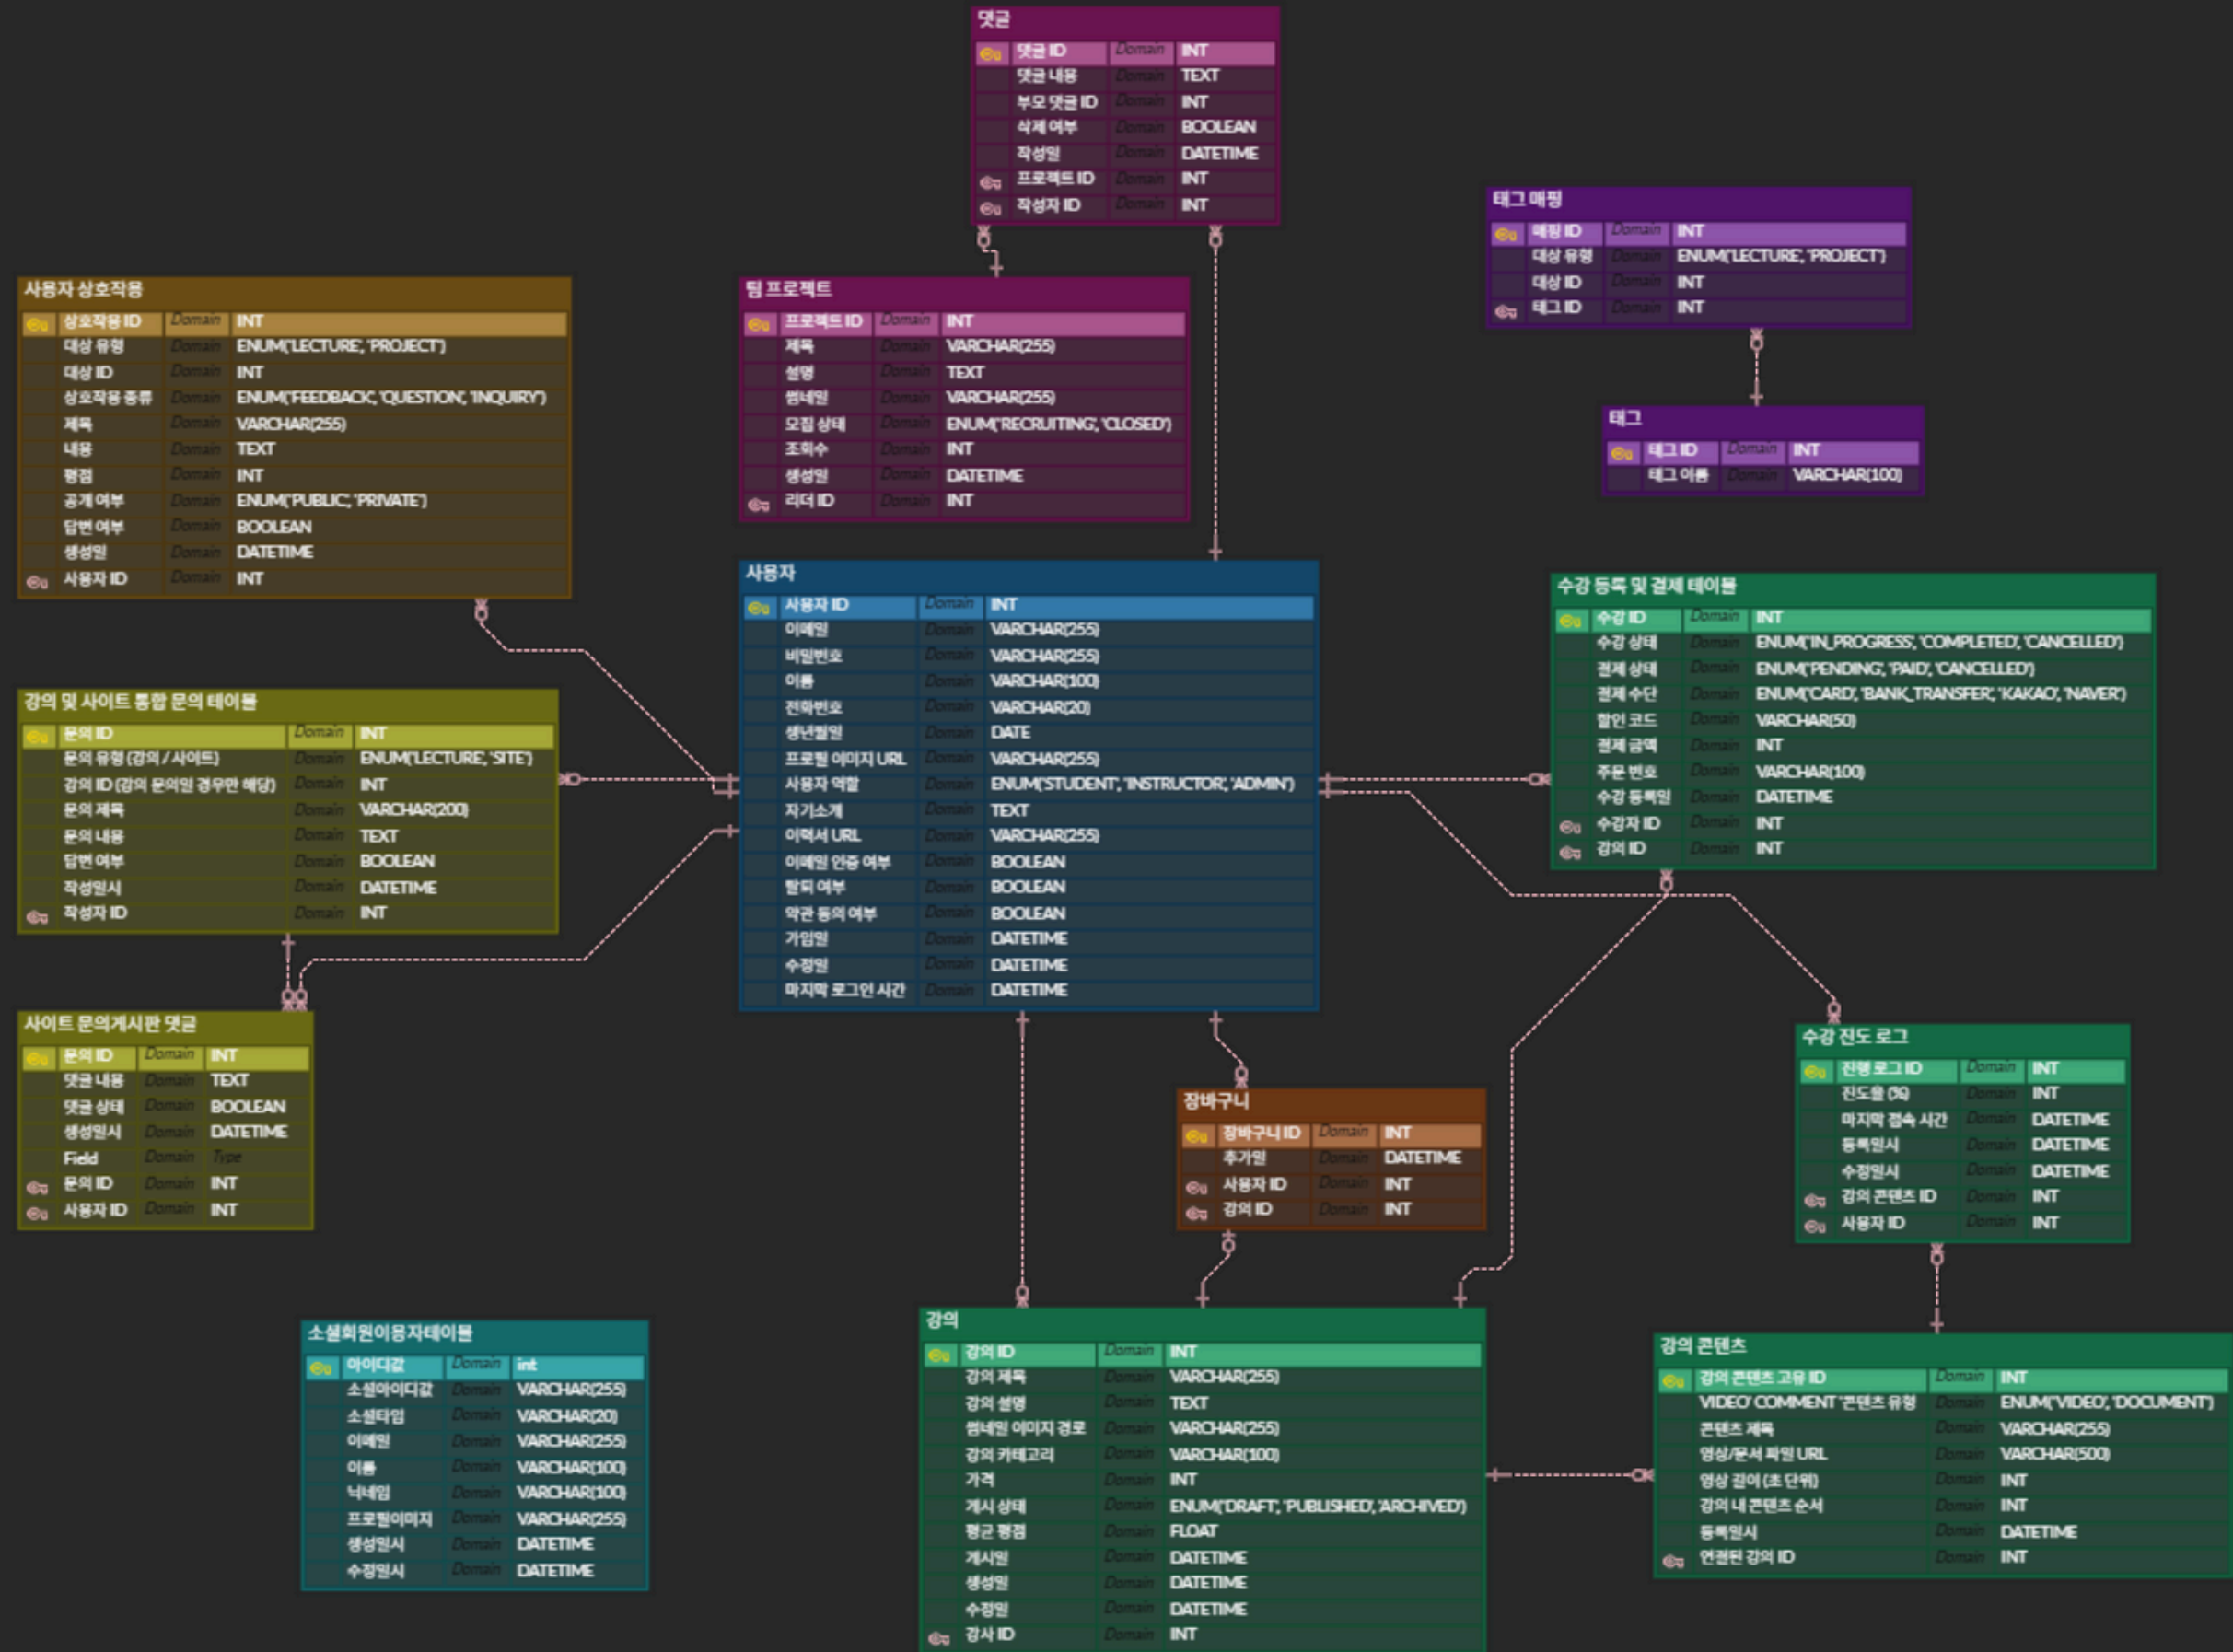 댓글
댓글 ID Domain INT
댓글 내용 Domain TEXT
부모 댓글 ID Domain INT
삭제 여부 Domain BOOLEAN
작성일 Domain DATETIME
프로젝트 ID Domain INT
작성자 ID Domain INT
태그 매핑
매핑 ID Domain INT
대상 유형 Domain ENUM('LECTURE', 'PROJECT')
대상 ID Domain INT
태그 ID Domain INT
사용자 상호작용
상호작용 ID Domain INT
대상 유형 Domain ENUM('LECTURE', 'PROJECT')
대상 ID Domain INT
상호작용 종류 Domain ENUM('FEEDBACK', 'QUESTION', 'INQUIRY')
제목 Domain VARCHAR(255)
내용 Domain TEXT
평점 Domain INT
공개 여부 Domain ENUM('PUBLIC', 'PRIVATE')
답변 여부 Domain BOOLEAN
생성일 Domain DATETIME
사용자 ID Domain INT
팀 프로젝트
프로젝트 ID Domain INT
제목 Domain VARCHAR(255)
설명 Domain TEXT
썸네일 Domain VARCHAR(255)
모집 상태 Domain ENUM('RECRUITING', 'CLOSED')
조회수 Domain INT
생성일 Domain DATETIME
리더 ID Domain INT
태그
태그 ID Domain INT
태그 이름 Domain VARCHAR(100)
사용자
사용자 ID Domain INT
이메일 Domain VARCHAR(255)
비밀번호 Domain VARCHAR(255)
이름 Domain VARCHAR(100)
전화번호 Domain VARCHAR(20)
생년월일 Domain DATE
프로필 이미지 URL Domain VARCHAR(255)
사용자 역할 Domain ENUM('STUDENT', 'INSTRUCTOR', 'ADMIN')
자기소개 Domain TEXT
이력서 URL Domain VARCHAR(255)
이메일 인증 여부 Domain BOOLEAN
탈퇴 여부 Domain BOOLEAN
약관 동의 여부 Domain BOOLEAN
가입일 Domain DATETIME
수정일 Domain DATETIME
마지막 로그인 시간 Domain DATETIME
수강 등록 및 결제 테이블
수강 ID Domain INT
수강 상태 Domain ENUM('IN_PROGRESS', 'COMPLETED', 'CANCELLED')
결제 상태 Domain ENUM('PENDING', 'PAID', 'CANCELLED')
결제 수단 Domain ENUM('CARD', 'BANK_TRANSFER', 'KAKAO', 'NAVER')
할인 코드 Domain VARCHAR(50)
결제 금액 Domain INT
주문 번호 Domain VARCHAR(100)
수강 등록일 Domain DATETIME
수강자 ID Domain INT
강의 ID Domain INT
강의 및 사이트 통합 문의 테이블
문의 ID Domain INT
문의 유형 (강의 / 사이트) Domain ENUM('LECTURE', 'SITE')
강의 ID (강의 문의일 경우만 해당) Domain INT
문의 제목 Domain VARCHAR(200)
문의 내용 Domain TEXT
답변 여부 Domain BOOLEAN
작성일시 Domain DATETIME
작성자 ID Domain INT
사이트 문의게시판 댓글
문의 ID Domain INT
댓글 내용 Domain TEXT
댓글 상태 Domain BOOLEAN
생성일시 Domain DATETIME
Field Domain Type
문의 ID Domain INT
사용자 ID Domain INT
장바구니
장바구니 ID Domain INT
추가일 Domain DATETIME
사용자 ID Domain INT
강의 ID Domain INT
수강 진도 로그
진행 로그 ID Domain INT
진도율 (%) Domain INT
마지막 접속 시간 Domain DATETIME
등록일시 Domain DATETIME
수정일시 Domain DATETIME
강의 콘텐츠 ID Domain INT
사용자 ID Domain INT
소셜회원이용자테이블
아이디값 Domain int
소셜아이디값 Domain VARCHAR(255)
소셜타입 Domain VARCHAR(20)
이메일 Domain VARCHAR(255)
이름 Domain VARCHAR(100)
닉네임 Domain VARCHAR(100)
프로필이미지 Domain VARCHAR(255)
생성일시 Domain DATETIME
수정일시 Domain DATETIME
강의
강의 ID Domain INT
강의 제목 Domain VARCHAR(255)
강의 설명 Domain TEXT
썸네일 이미지 경로 Domain VARCHAR(255)
강의 카테고리 Domain VARCHAR(100)
가격 Domain INT
게시 상태 Domain ENUM('DRAFT', 'PUBLISHED', 'ARCHIVED')
평균 평점 Domain FLOAT
게시일 Domain DATETIME
생성일 Domain DATETIME
수정일 Domain DATETIME
강사 ID Domain INT
강의 콘텐츠
강의 콘텐츠 고유 ID Domain INT
VIDEO' COMMENT '콘텐츠 유형 Domain ENUM('VIDEO', 'DOCUMENT')
콘텐츠 제목 Domain VARCHAR(255)
영상/문서 파일 URL Domain VARCHAR(500)
영상 길이 (초 단위) Domain INT
강의 내 콘텐츠 순서 Domain INT
등록일시 Domain DATETIME
연결된 강의 ID Domain INT